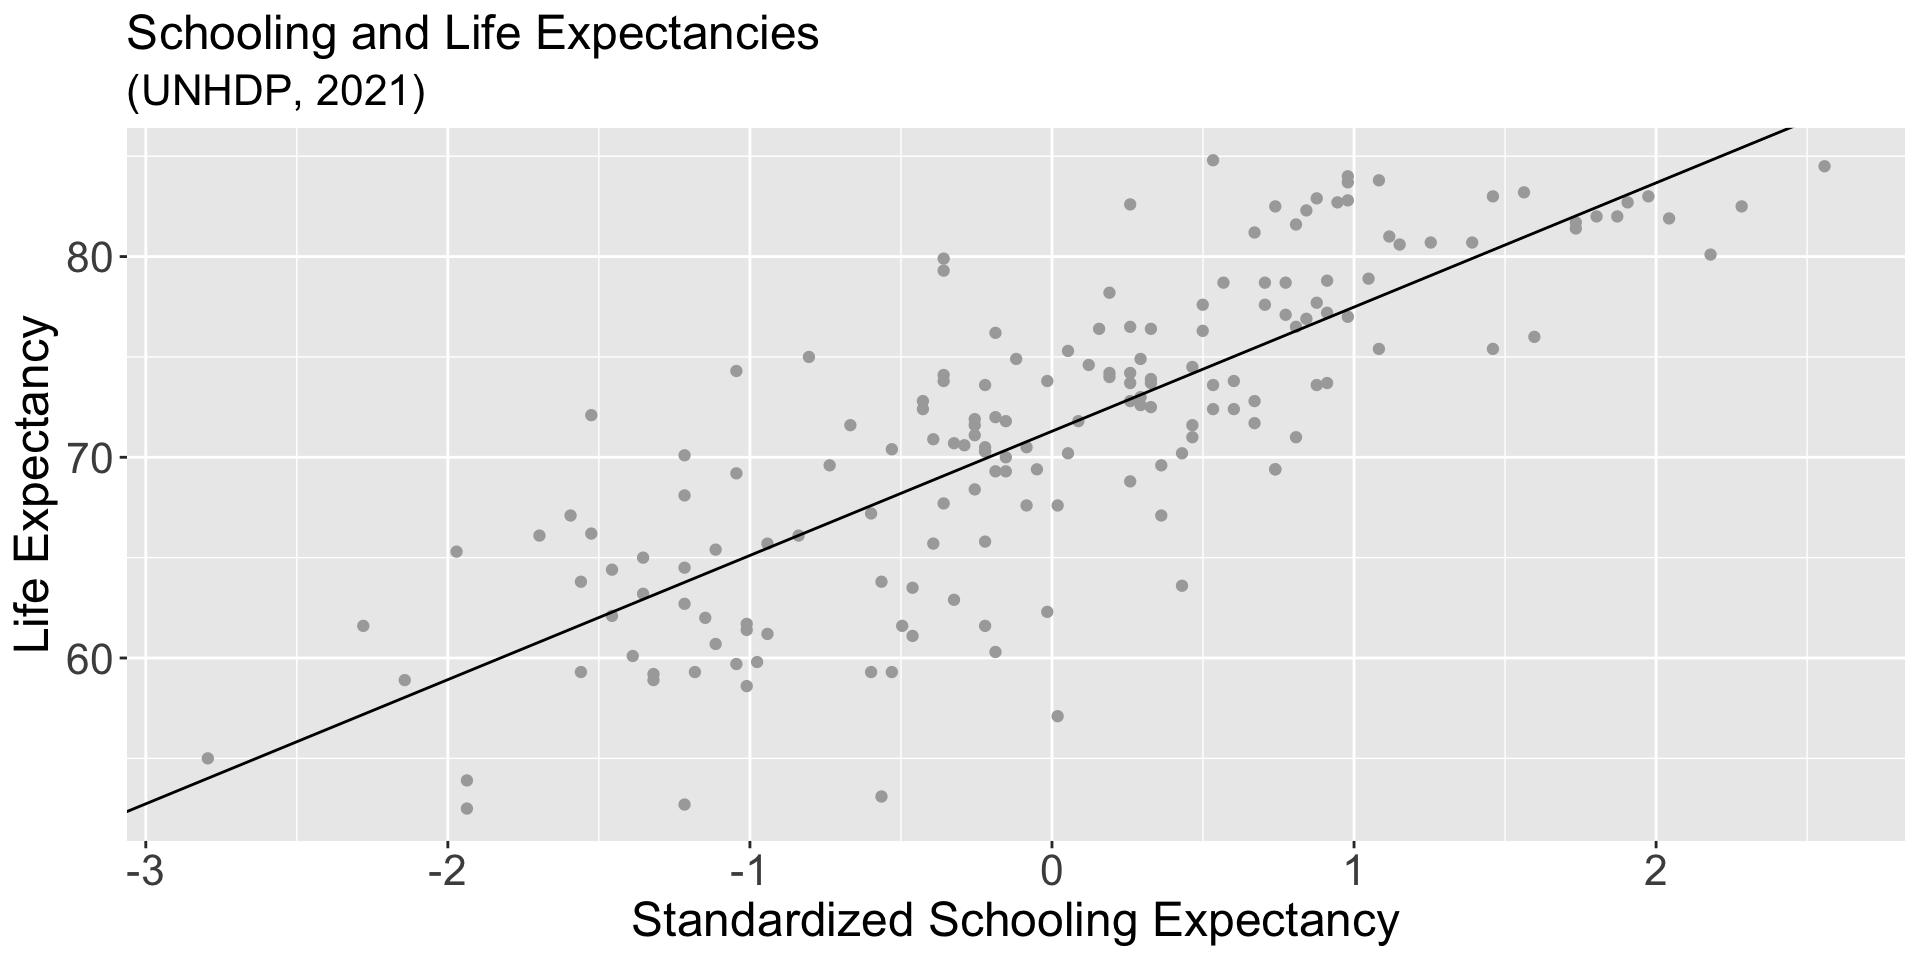 Schooling and Life Expectancies
(UNHDP, 2021)
Life Expectancy
80
70
60
-3 -2 -1 0 1 2
Standardized Schooling Expectancy